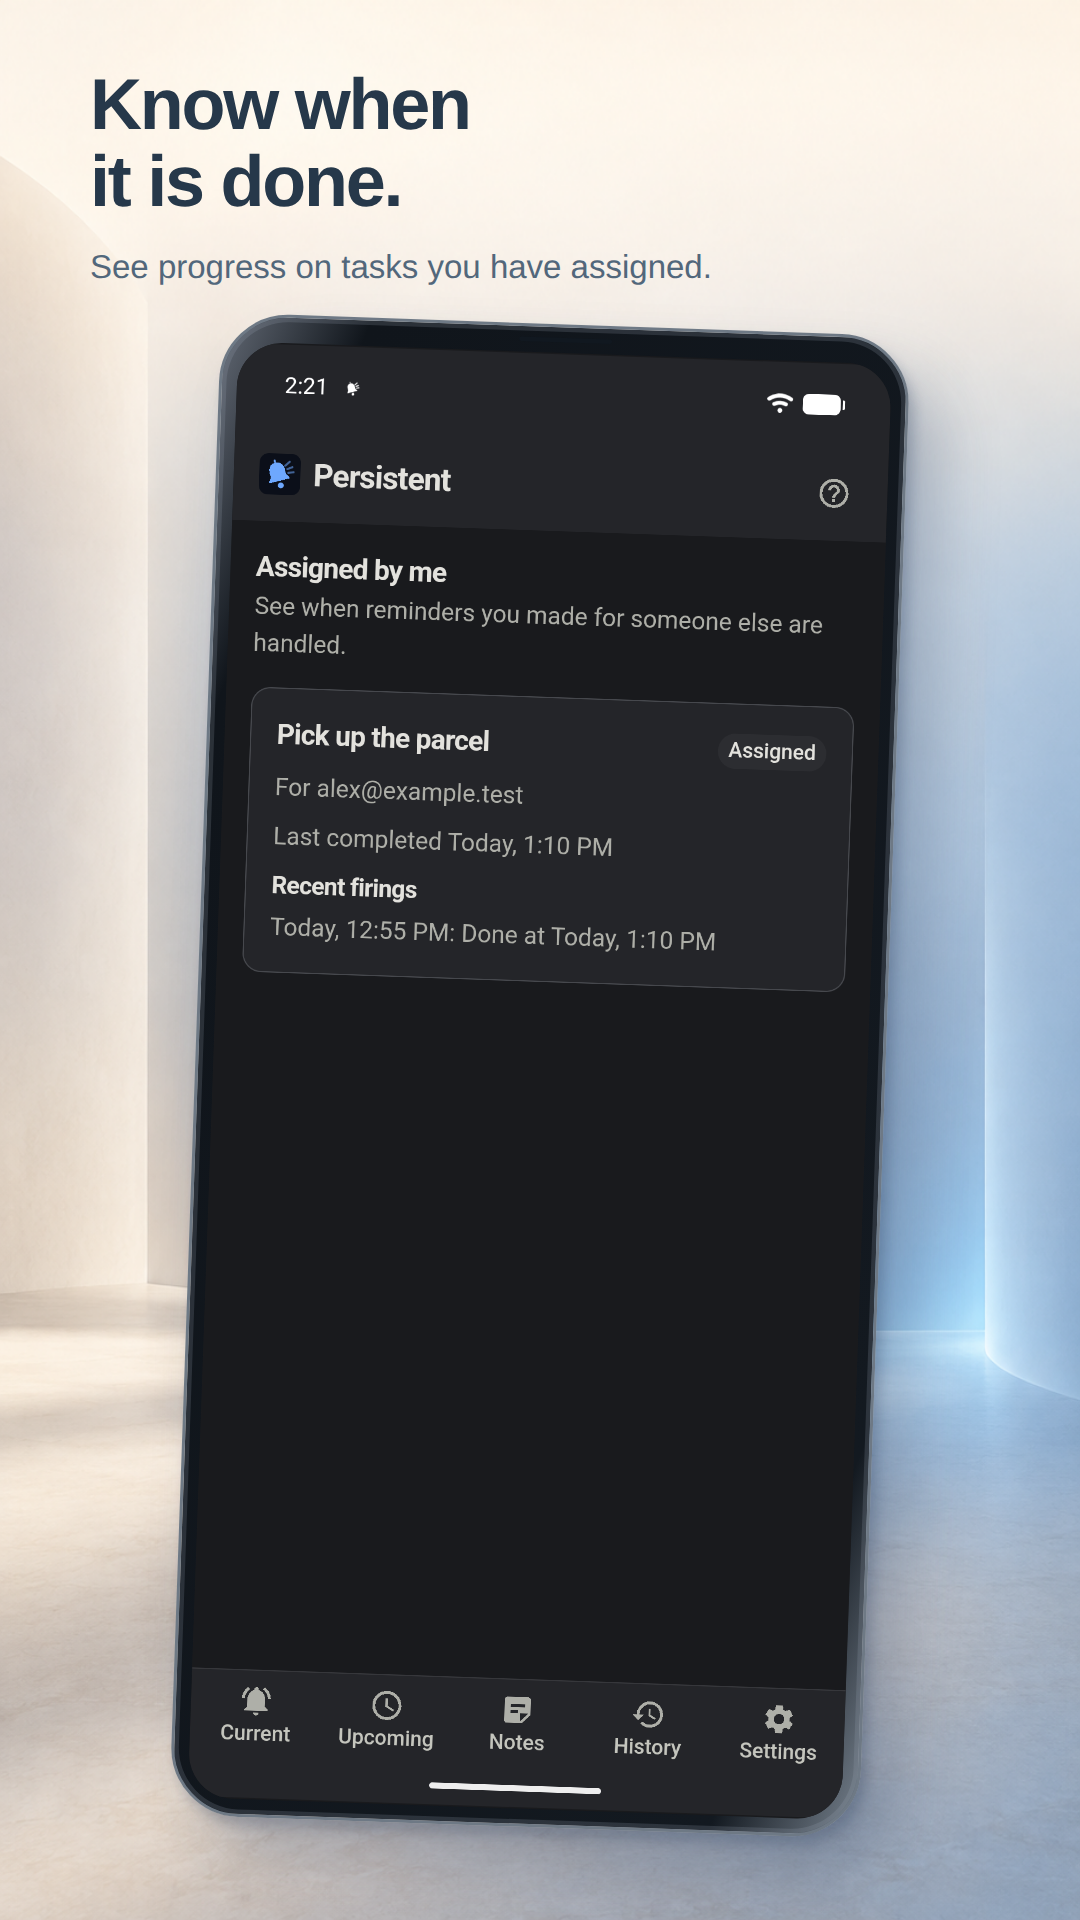 Know when
it is done.
See progress on tasks you have assigned.
2:21
Persistent
Assigned by me
See when reminders you made for someone else are
handled.
Pick up the parcel
Assigned
For alex@example.test
Last completed Today, 1:10 PM
Recent firings
Today, 12:55 PM: Done at Today, 1:10 PM
Current
Upcoming
Notes
History
Settings